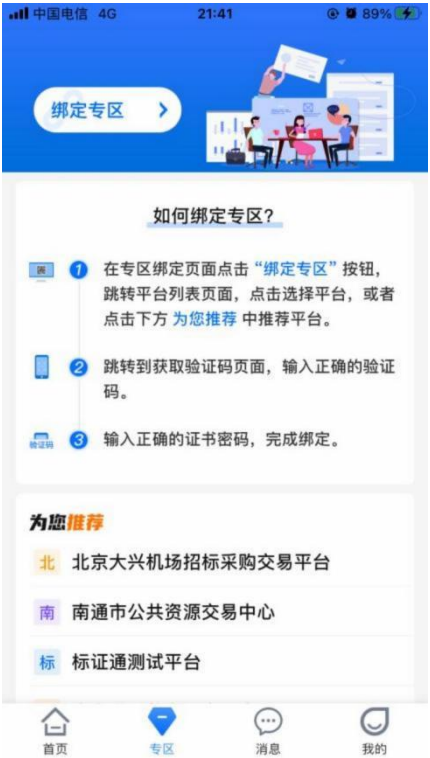 中国电信 4G 21:41 89%
绑定专区
如何绑定专区?
1 在专区绑定页面点击“绑定专区”按钮,
跳转平台列表页面，点击选择平台，或者
点击下方 为您推荐 中推荐平台。
2 跳转到获取验证码页面，输入正确的验证
码。
验证码 3 输入正确的证书密码，完成绑定。
为您推荐
北 北京大兴机场招标采购交易平台
南 南通市公共资源交易中心
标 标证通测试平台
首页 专区 消息 我的